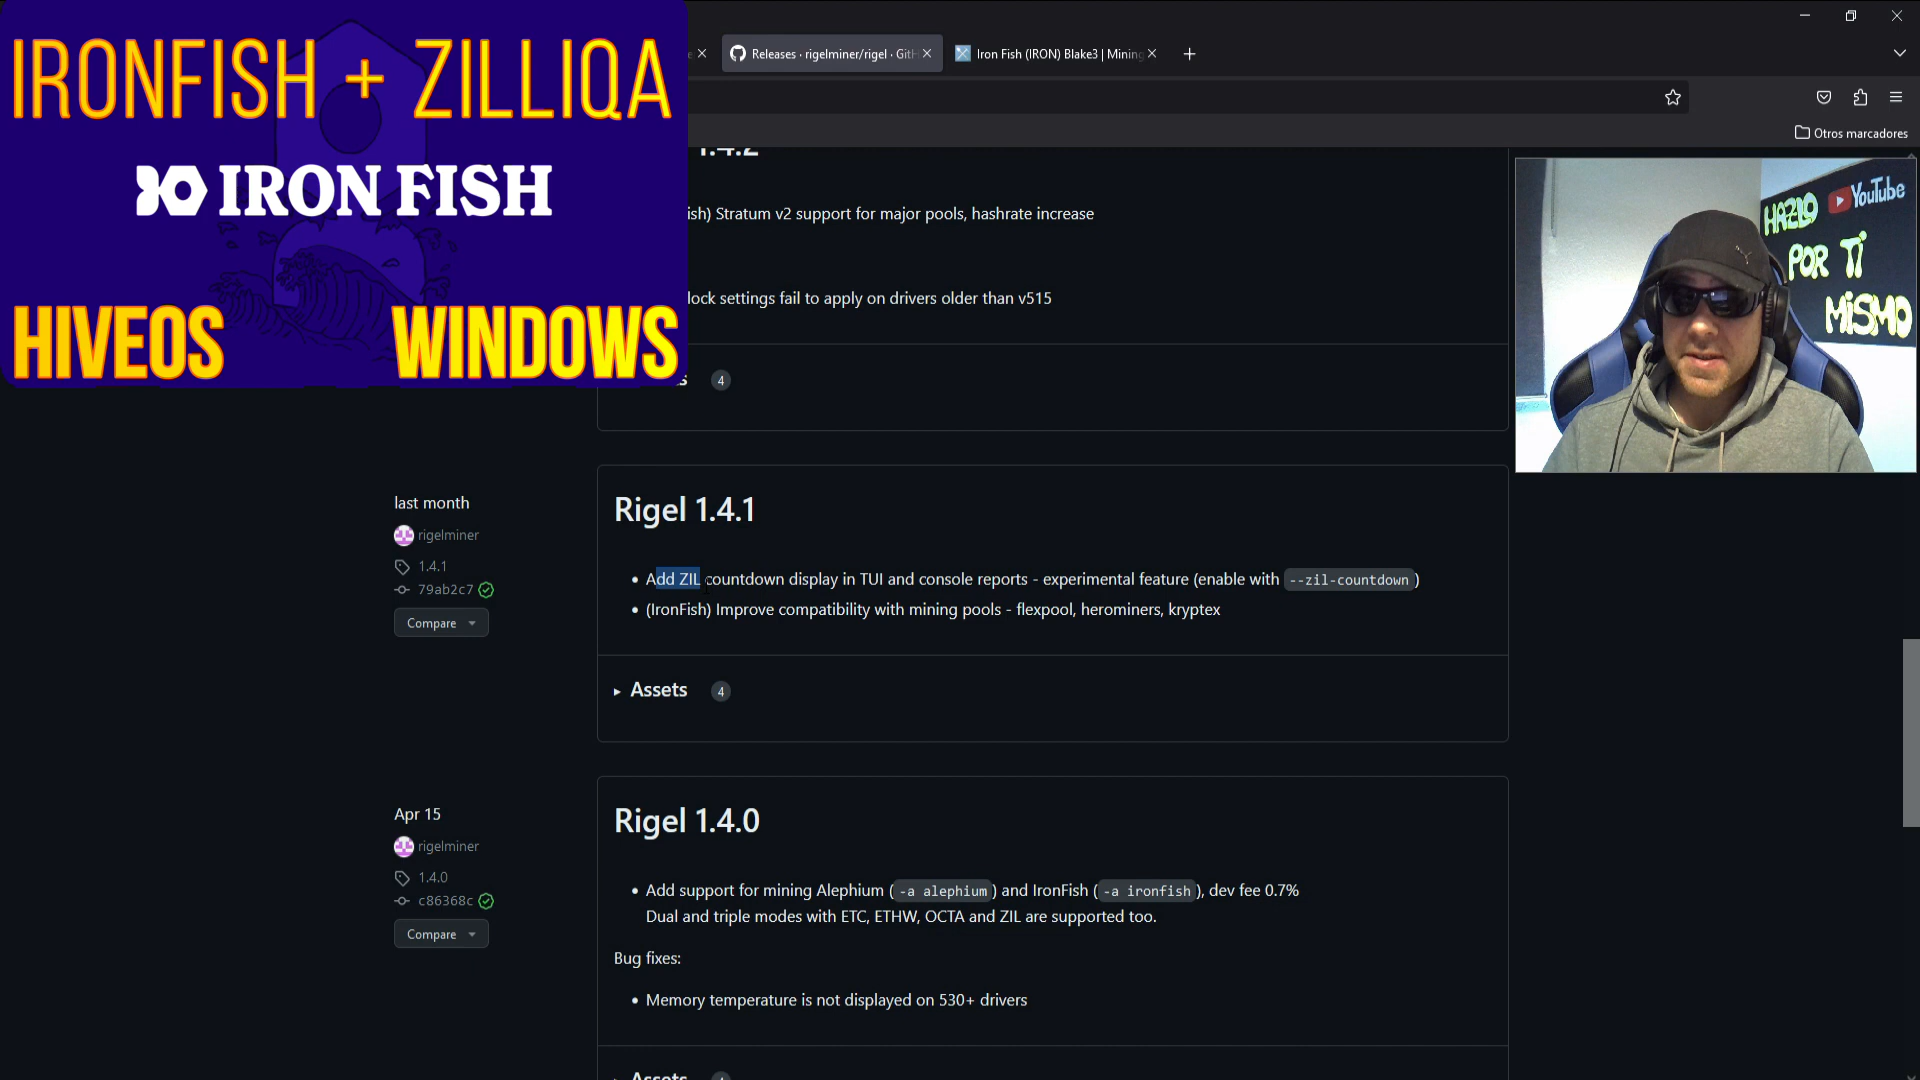 IRONFISH + ZILLIQA
IRON FISH
HIVEOS
WINDOWS
Releases · rigelminer/rigel · GitH
Iron Fish (IRON) Blake3 | Mining
Otros marcadores
YouTube
HAZLO
POR TI
MiSMO
1.4.2
ish) Stratum v2 support for major pools, hashrate increase
lock settings fail to apply on drivers older than v515
4
last month
rigelminer
1.4.1
79ab2c7
Compare
Rigel 1.4.1
• Add ZIL countdown display in TUI and console reports - experimental feature (enable with --zil-countdown )
• (IronFish) Improve compatibility with mining pools - flexpool, herominers, kryptex
Assets 4
Apr 15
rigelminer
1.4.0
c86368c
Compare
Rigel 1.4.0
• Add support for mining Alephium ( -a alephium ) and IronFish ( -a ironfish ), dev fee 0.7%
Dual and triple modes with ETC, ETHW, OCTA and ZIL are supported too.
Bug fixes:
• Memory temperature is not displayed on 530+ drivers
Assets